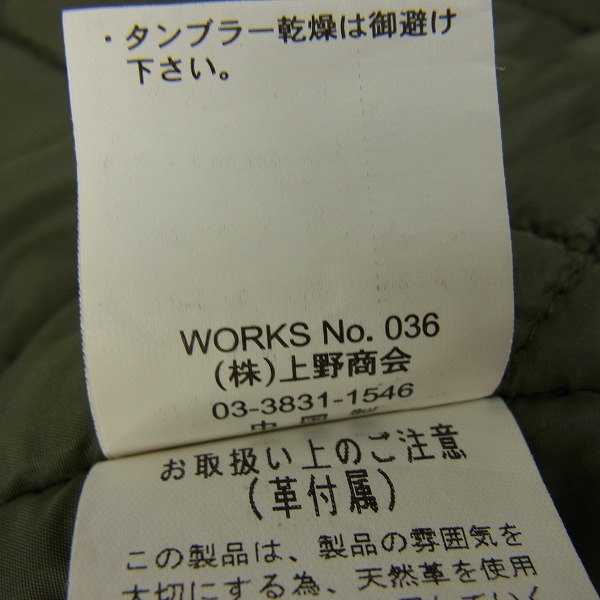 ・タンブラー乾燥は御避け
下さい。
WORKS No. 036
(株)上野商会
03-3831-1546
中国製
お取扱い上のご注意
(革付属)
この製品は、製品の雰囲気を
大切にする為、天然革を使用